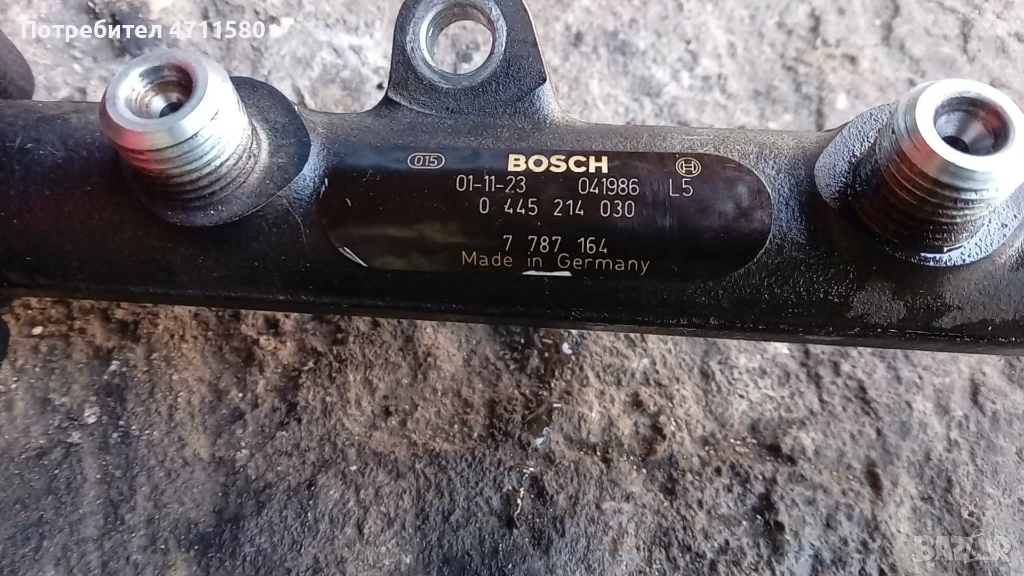 Потребител 4711580
015 BOSCH H
01-11-23 041986 L5
0 445 214 030
7 787 164
Made in Germany
BAZAR